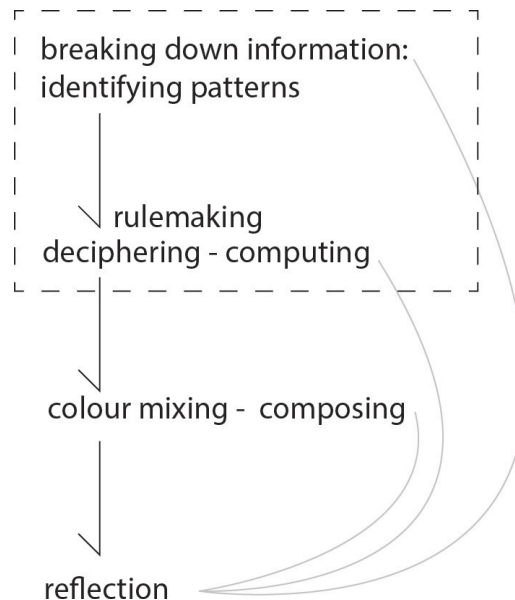 breaking down information:
identifying patterns
rulemaking
deciphering - computing
colour mixing - composing
reflection